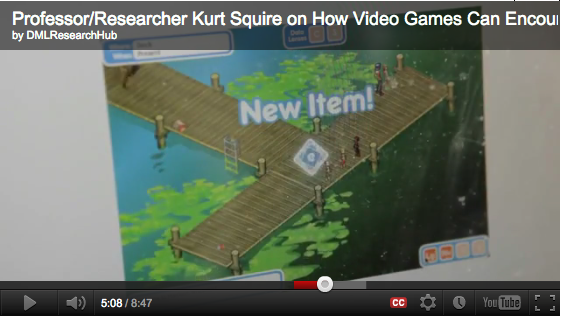 Professor/Researcher Kurt Squire on How Video Games Can Encou
by DMLResearchHub
New Item!
5:08 / 8:47
CC
YouTube